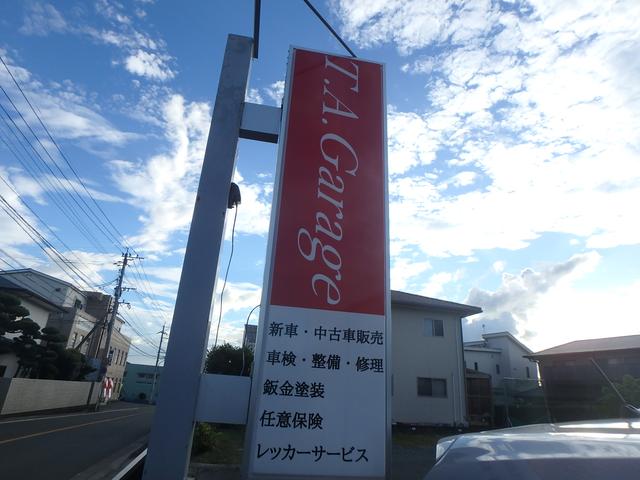 T.A.Garage
新車・中古車販売
車検・整備・修理
鈑金塗装
任意保険
レッカーサービス